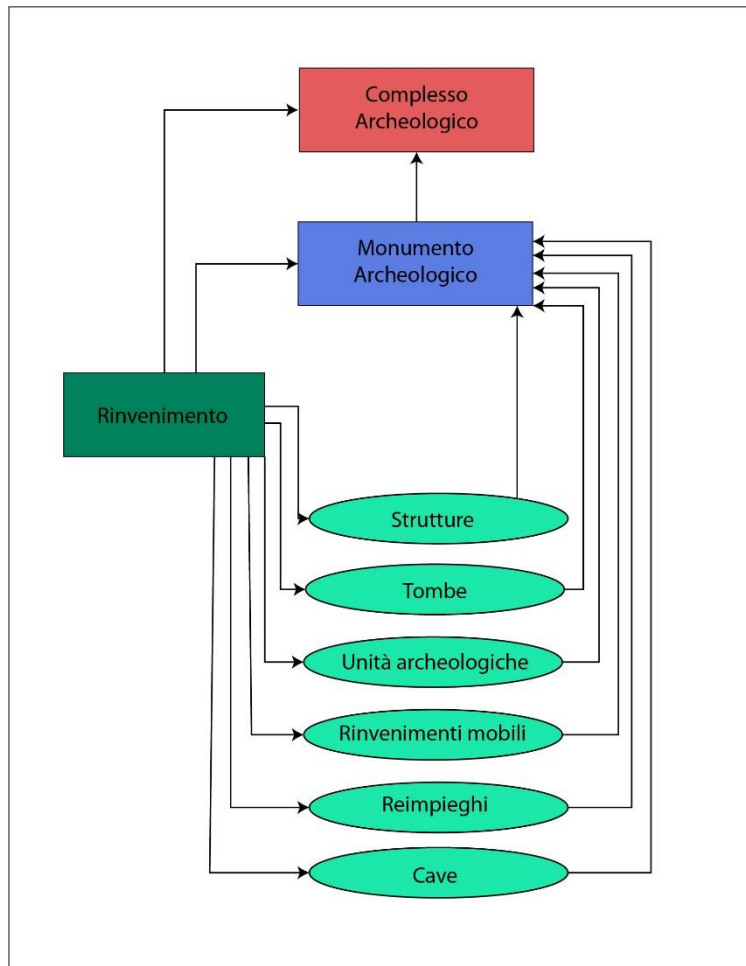 Complesso
Archeologico
Monumento
Archeologico
Rinvenimento
Strutture
Tombe
Unità archeologiche
Rinvenimenti mobili
Reimpieghi
Cave